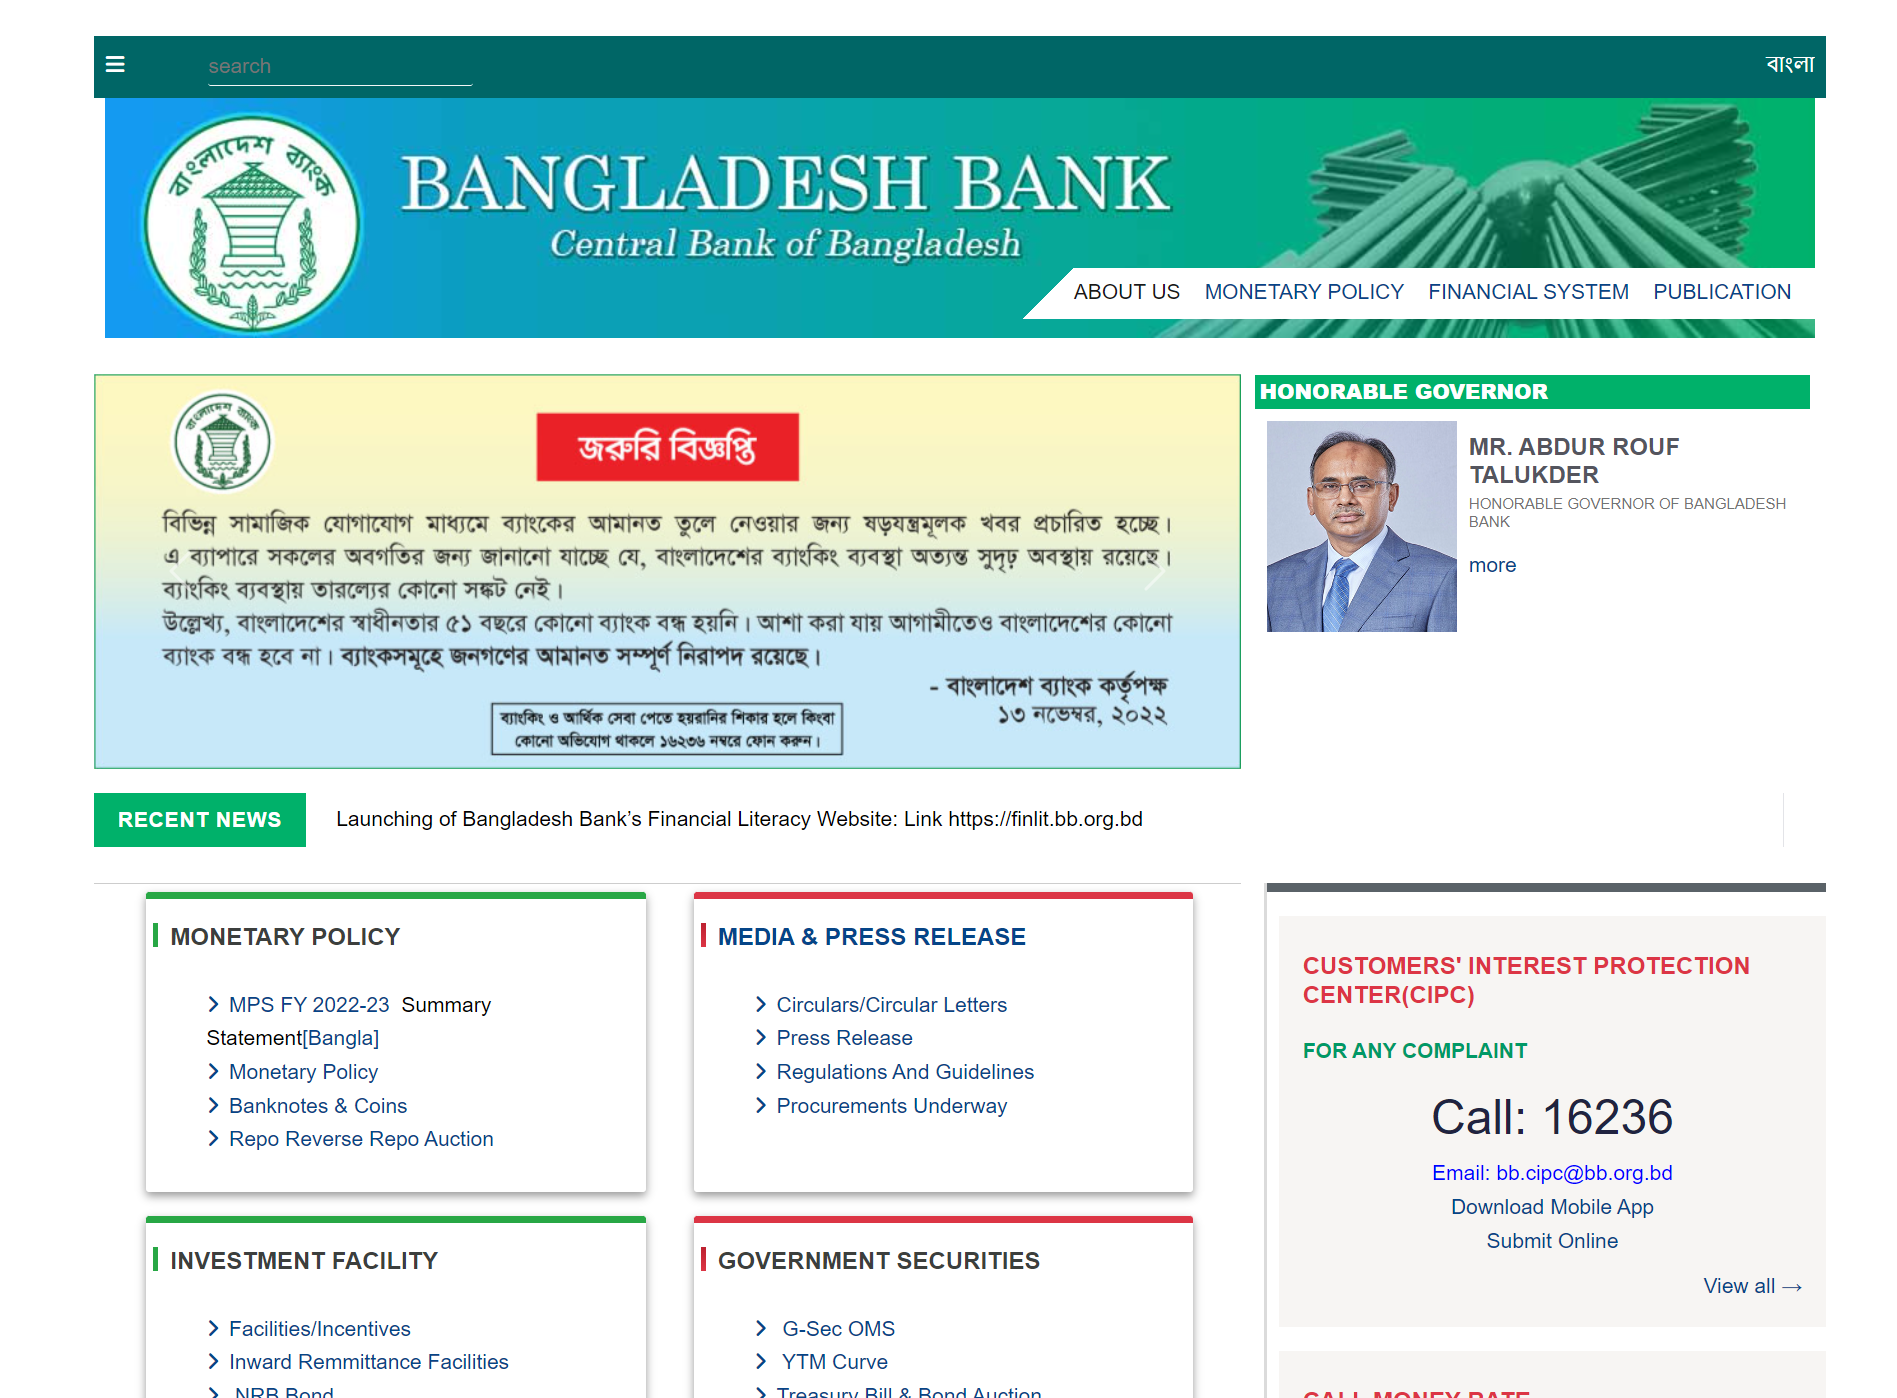 search
বাংলা
বাংলাদেশ ব্যাংক
BANGLADESH BANK
Central Bank of Bangladesh
ABOUT US MONETARY POLICY FINANCIAL SYSTEM PUBLICATION
বাংলাদেশ ব্যাংক
জরুরি বিজ্ঞপ্তি
বিভিন্ন সামাজিক যোগাযোগ মাধ্যমে ব্যাংকের আমানত তুলে নেওয়ার জন্য ষড়যন্ত্রমূলক খবর প্রচারিত হচ্ছে।
এ ব্যাপারে সকলের অবগতির জন্য জানানো যাচ্ছে যে, বাংলাদেশের ব্যাংকিং ব্যবস্থা অত্যন্ত সুদৃঢ় অবস্থায় রয়েছে।
ব্যাংকিং ব্যবস্থায় তারল্যের কোনো সঙ্কট নেই।
উল্লেখ্য, বাংলাদেশের স্বাধীনতার ৫১ বছরে কোনো ব্যাংক বন্ধ হয়নি। আশা করা যায় আগামীতেও বাংলাদেশের কোনো
ব্যাংক বন্ধ হবে না। ব্যাংকসমূহে জনগণের আমানত সম্পূর্ণ নিরাপদ রয়েছে।
- বাংলাদেশ ব্যাংক কর্তৃপক্ষ
১৩ নভেম্বর, ২০২২
ব্যাংকিং ও আর্থিক সেবা পেতে হয়রানির শিকার হলে কিংবা
কোনো অভিযোগ থাকলে ১৬২৩৬ নম্বরে ফোন করুন।
HONORABLE GOVERNOR
MR. ABDUR ROUF
TALUKDER
HONORABLE GOVERNOR OF BANGLADESH
BANK
more
RECENT NEWS
Launching of Bangladesh Bank’s Financial Literacy Website: Link https://finlit.bb.org.bd
MONETARY POLICY
MPS FY 2022-23 Summary
Statement[Bangla]
Monetary Policy
Banknotes & Coins
Repo Reverse Repo Auction
MEDIA & PRESS RELEASE
Circulars/Circular Letters
Press Release
Regulations And Guidelines
Procurements Underway
INVESTMENT FACILITY
Facilities/Incentives
Inward Remmittance Facilities
NRB Bond
GOVERNMENT SECURITIES
G-Sec OMS
YTM Curve
Treasury Bill & Bond Auction
CUSTOMERS' INTEREST PROTECTION
CENTER(CIPC)
FOR ANY COMPLAINT
Call: 16236
Email: bb.cipc@bb.org.bd
Download Mobile App
Submit Online
View all →
CALL MONEY RATE